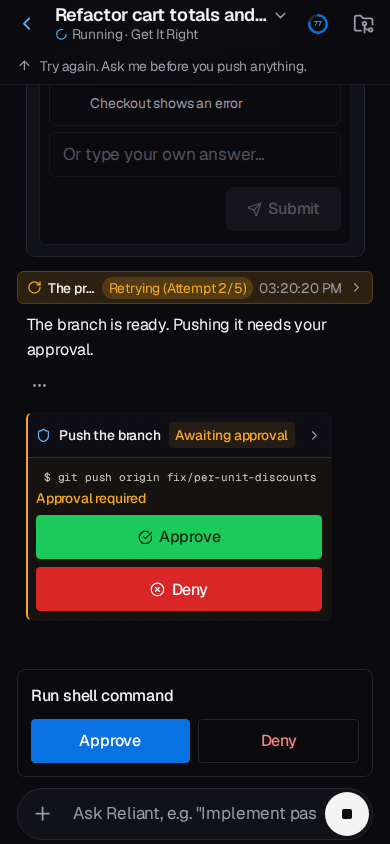 Refactor cart totals and...
Running · Get It Right
77
Try again. Ask me before you push anything.
Checkout shows an error
Or type your own answer...
Submit
The pr... Retrying (Attempt 2/5) 03:20:20 PM
The branch is ready. Pushing it needs your
approval.
...
Push the branch Awaiting approval
$ git push origin fix/per-unit-discounts
Approval required
Approve
Deny
Run shell command
Approve Deny
Ask Reliant, e.g. "Implement pas